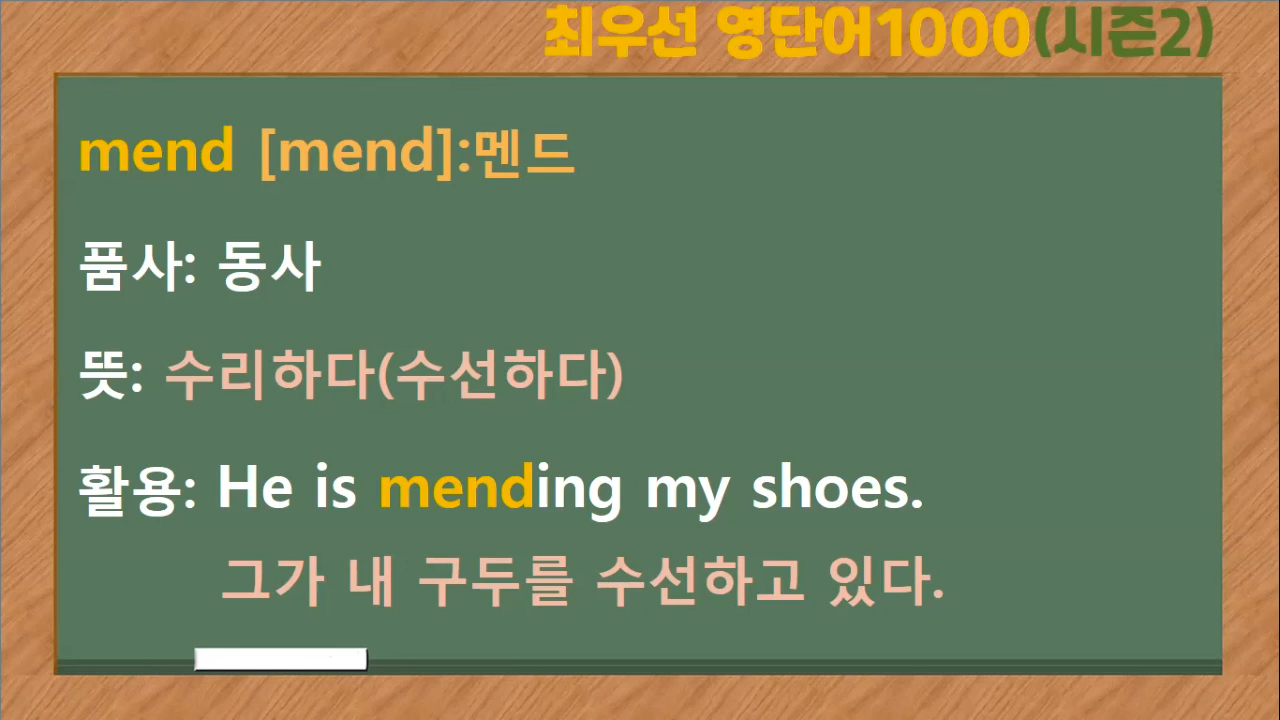 최우선 영단어1000(시즌2)
mend [mend]:멘드
품사: 동사
뜻: 수리하다(수선하다)
활용: He is mending my shoes.
그가 내 구두를 수선하고 있다.